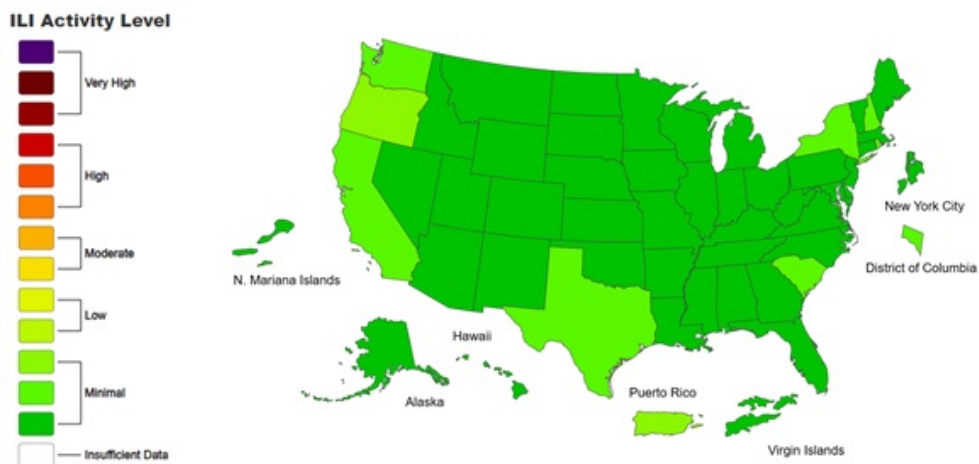 ILI Activity Level
Very High
High
Moderate
Low
Minimal
Insufficient Data
N. Mariana Islands
Alaska
Hawaii
Puerto Rico
Virgin Islands
New York City
District of Columbia